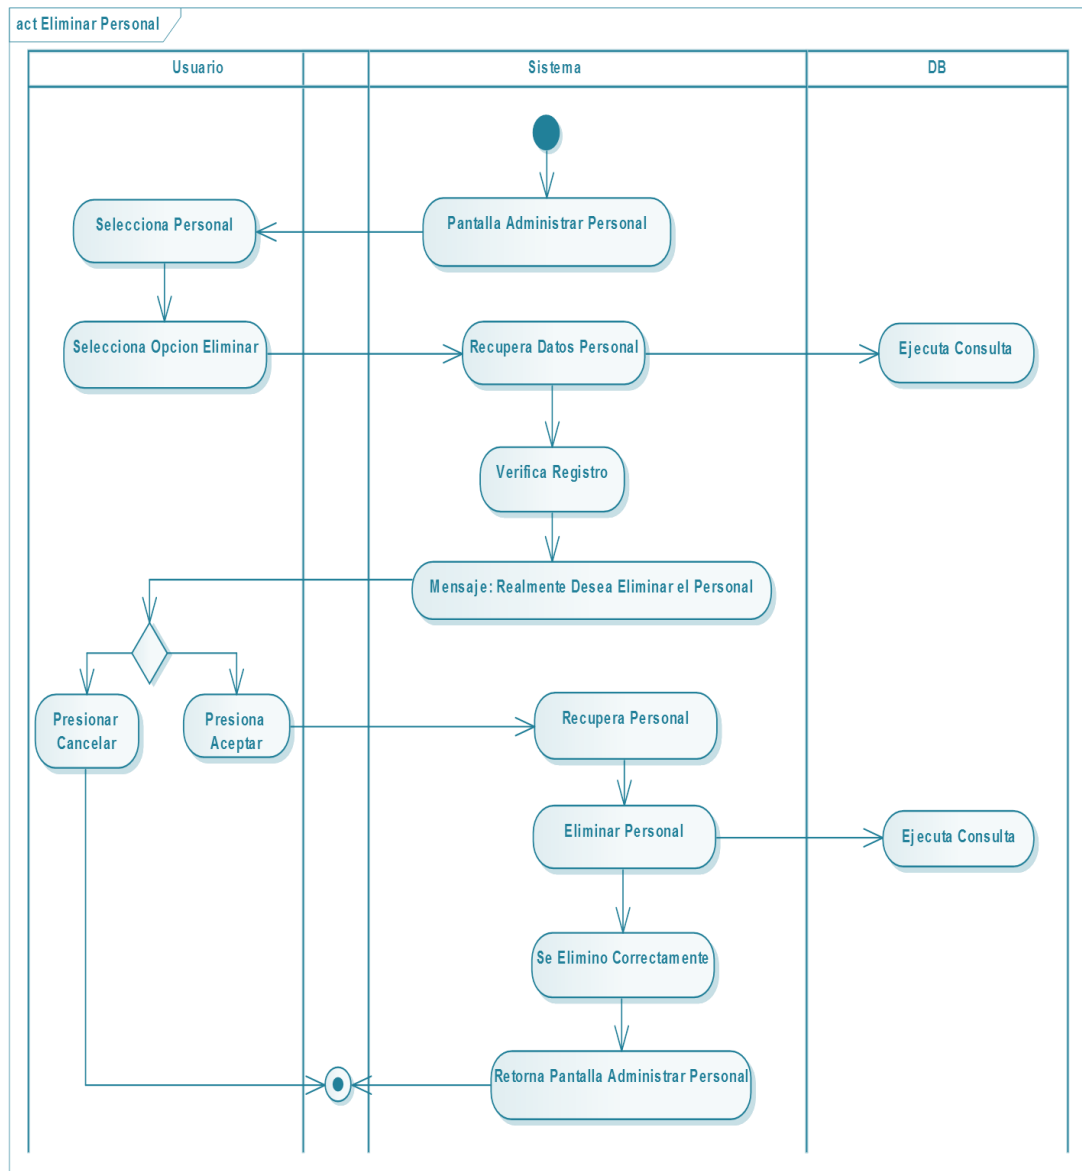 act Eliminar Personal
Usuario
Sistema
DB
Selecciona Personal
Pantalla Administrar Personal
Selecciona Opcion Eliminar
Recupera Datos Personal
Ejecuta Consulta
Verifica Registro
Mensaje: Realmente Desea Eliminar el Personal
Presionar
Cancelar
Presiona
Aceptar
Recupera Personal
Eliminar Personal
Ejecuta Consulta
Se Elimino Correctamente
Retorna Pantalla Administrar Personal